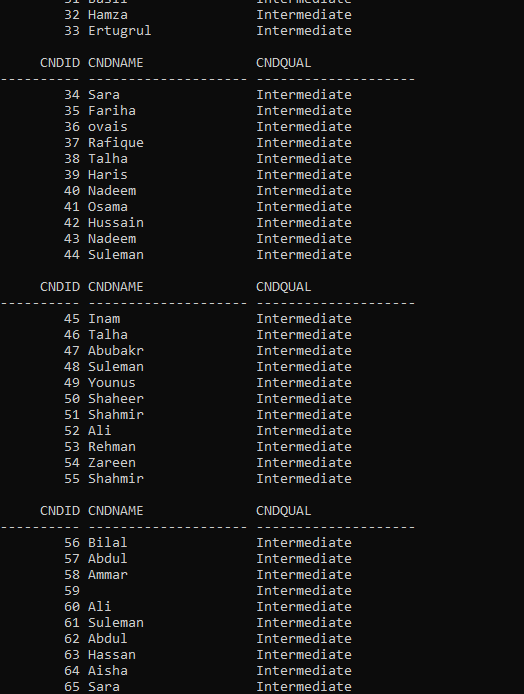 31 Basil Intermediate
32 Hamza Intermediate
33 Ertugrul Intermediate
CNDID CNDNAME CNDQUAL
---------- -------------------- --------------------
34 Sara Intermediate
35 Fariha Intermediate
36 ovais Intermediate
37 Rafique Intermediate
38 Talha Intermediate
39 Haris Intermediate
40 Nadeem Intermediate
41 Osama Intermediate
42 Hussain Intermediate
43 Nadeem Intermediate
44 Suleman Intermediate
CNDID CNDNAME CNDQUAL
---------- -------------------- --------------------
45 Inam Intermediate
46 Talha Intermediate
47 Abubakr Intermediate
48 Suleman Intermediate
49 Younus Intermediate
50 Shaheer Intermediate
51 Shahmir Intermediate
52 Ali Intermediate
53 Rehman Intermediate
54 Zareen Intermediate
55 Shahmir Intermediate
CNDID CNDNAME CNDQUAL
---------- -------------------- --------------------
56 Bilal Intermediate
57 Abdul Intermediate
58 Ammar Intermediate
59 Intermediate
60 Ali Intermediate
61 Suleman Intermediate
62 Abdul Intermediate
63 Hassan Intermediate
64 Aisha Intermediate
65 Sara Intermediate